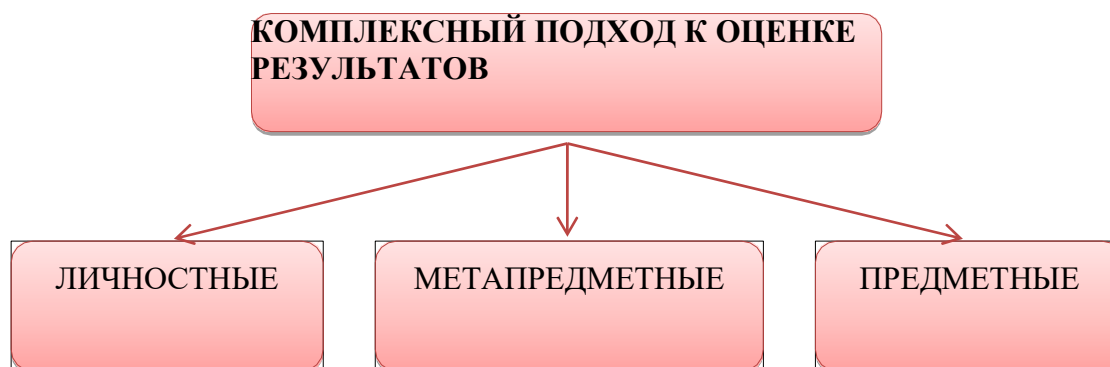 КОМПЛЕКСНЫЙ ПОДХОД К ОЦЕНКЕ
РЕЗУЛЬТАТОВ
ЛИЧНОСТНЫЕ
МЕТАПРЕДМЕТНЫЕ
ПРЕДМЕТНЫЕ